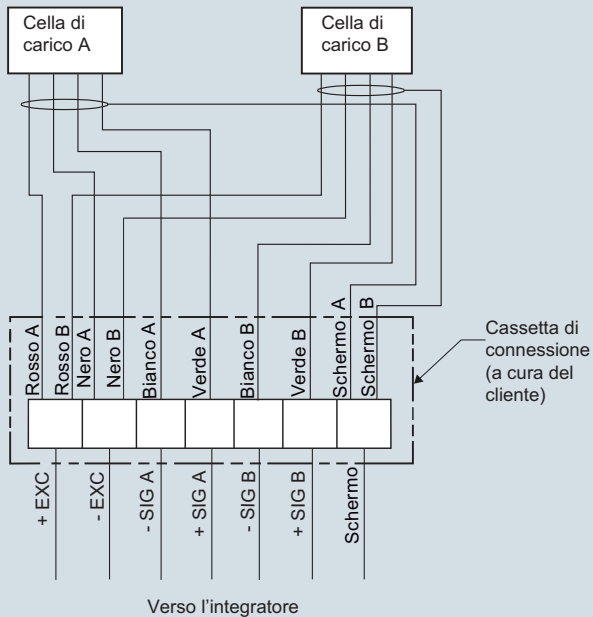 Cella di
carico A
Cella di
carico B
Rosso A
Rosso B
Nero A
Nero B
Bianco A
Verde A
Bianco B
Verde B
Schermo A
Schermo B
Cassetta di
connessione
(a cura del
cliente)
+ EXC
- EXC
- SIG A
+ SIG A
- SIG B
+ SIG B
Schermo
Verso l'integratore